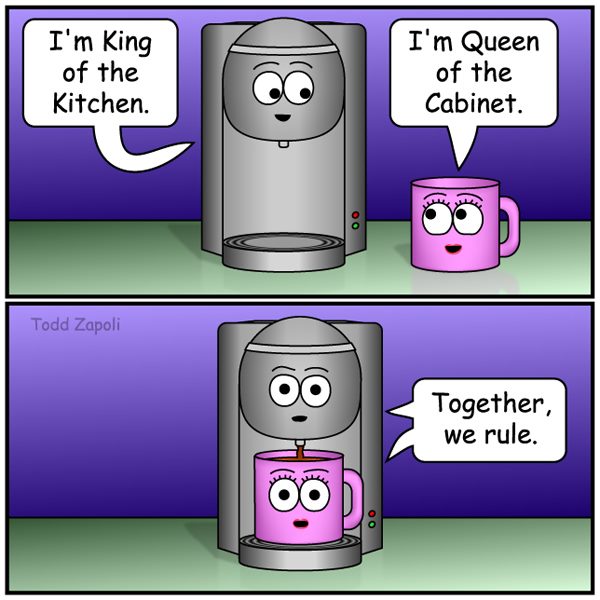 I'm King
of the
Kitchen.
I'm Queen
of the
Cabinet.
Todd Zapoli
Together,
we rule.